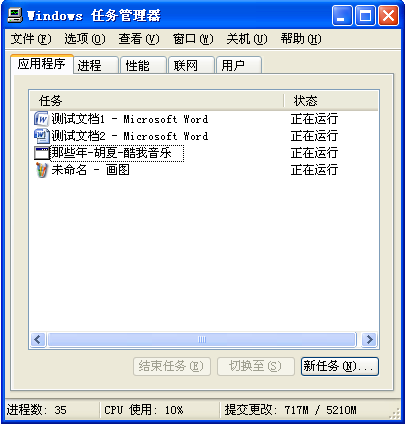 Windows 任务管理器
文件(F) 选项(O) 查看(V) 窗口(W) 关机(U) 帮助(H)
应用程序 进程 性能 联网 用户
任务 状态
测试文档1 - Microsoft Word 正在运行
测试文档2 - Microsoft Word 正在运行
那些年-胡夏-酷我音乐 正在运行
未命名 - 画图 正在运行
结束任务(E) 切换至(S) 新任务(N)...
进程数: 35 CPU 使用: 10% 提交更改: 717M / 5210M